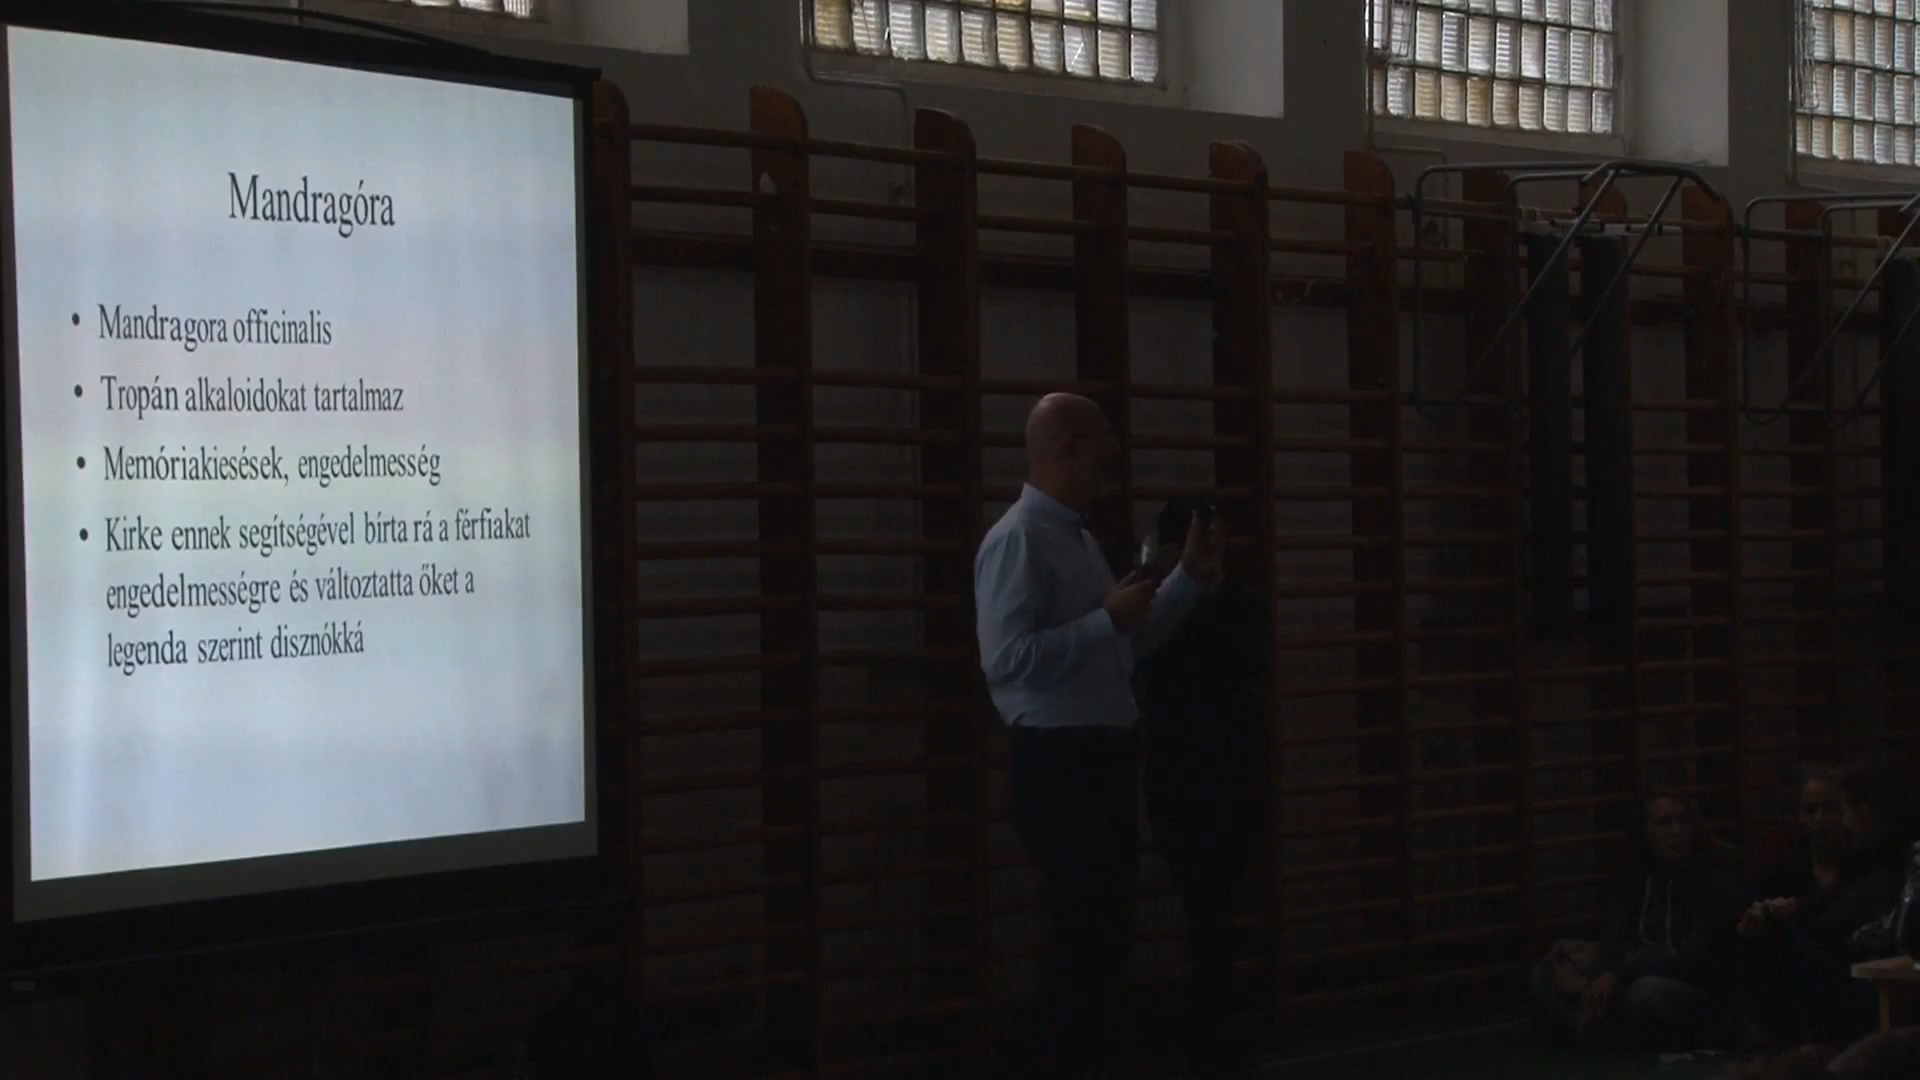 Mandragóra
• Mandragora officinalis
• Tropán alkaloidokat tartalmaz
• Memóriakiesések, engedelmesség
• Kirke ennek segítségével bírta rá a férfiakat
engedelmességre és változtatta őket a
legenda szerint disznókká